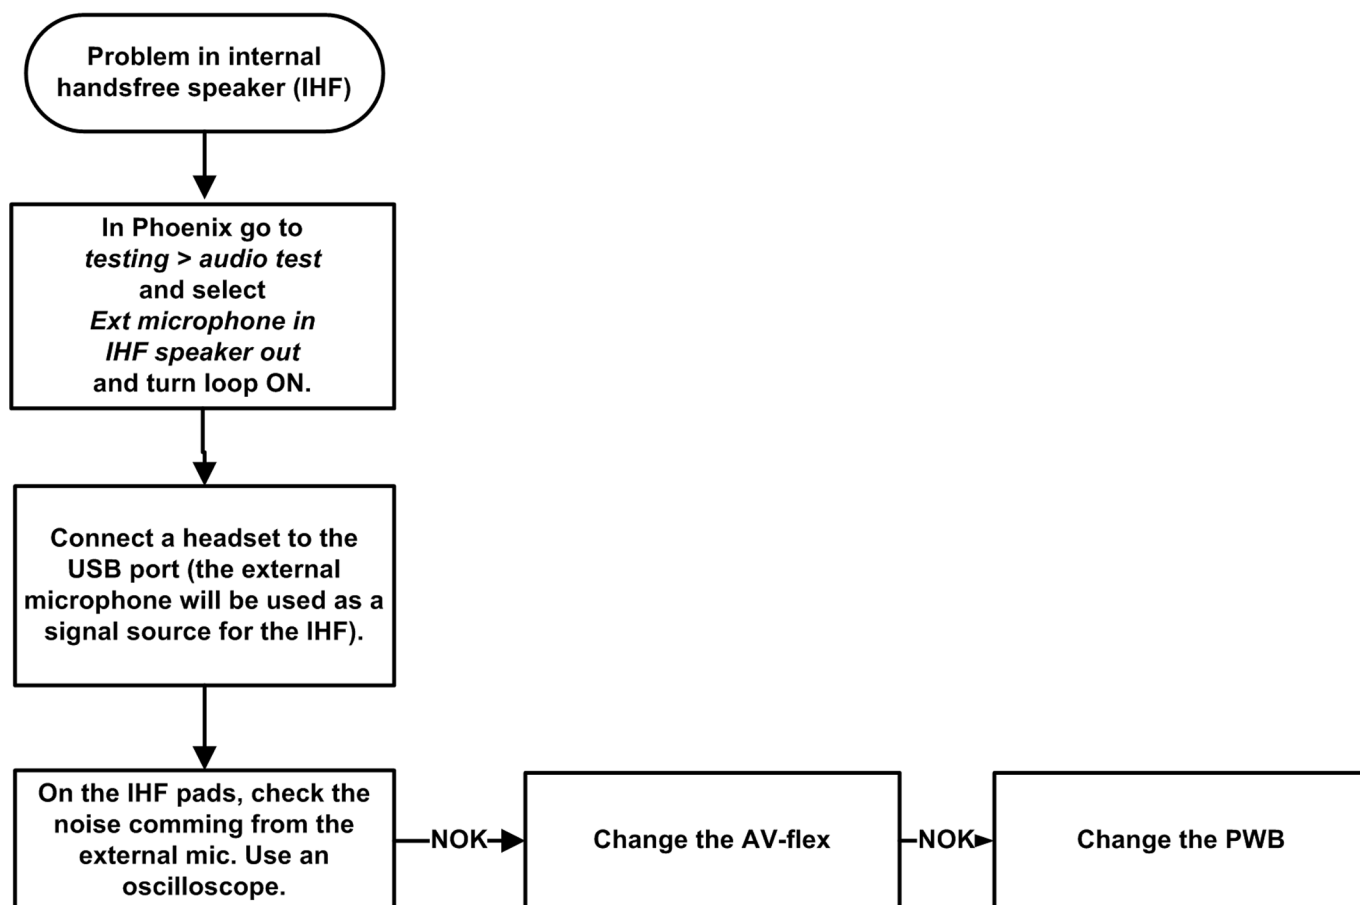 Problem in internal
handsfree speaker (IHF)
In Phoenix go to
testing > audio test
and select
Ext microphone in
IHF speaker out
and turn loop ON.
Connect a headset to the
USB port (the external
microphone will be used as a
signal source for the IHF).
On the IHF pads, check the
noise comming from the
external mic. Use an
oscilloscope.
NOK
Change the AV-flex
NOK
Change the PWB